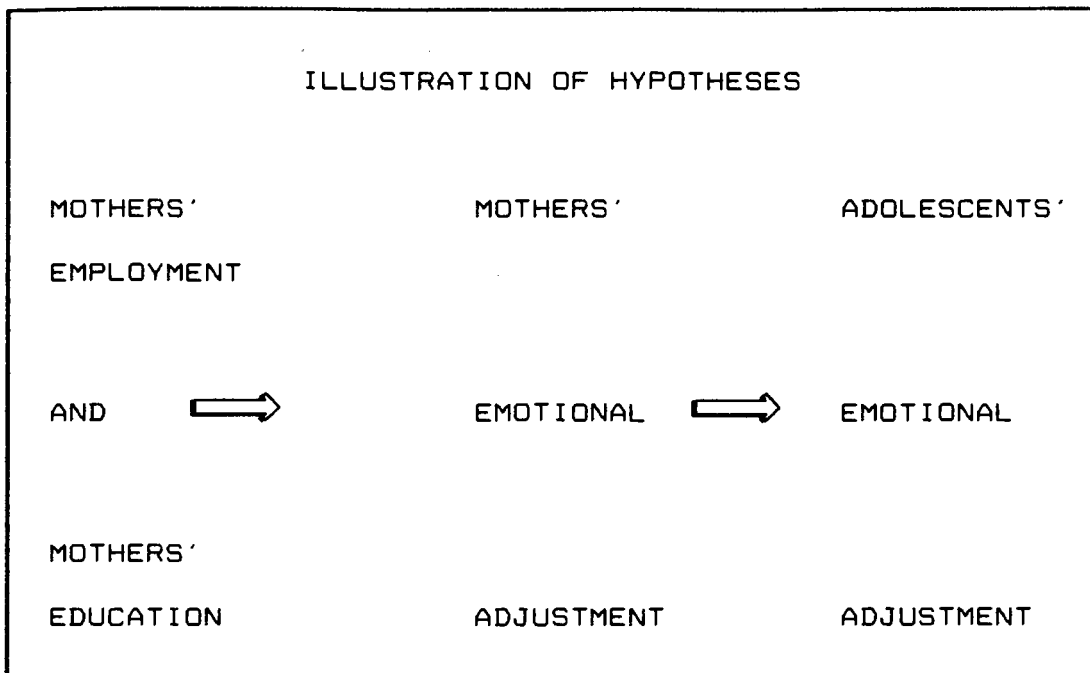 ILLUSTRATION OF HYPOTHESES
MOTHERS' MOTHERS' ADOLESCENTS'
EMPLOYMENT
AND EMOTIONAL EMOTIONAL
MOTHERS'
EDUCATION ADJUSTMENT ADJUSTMENT